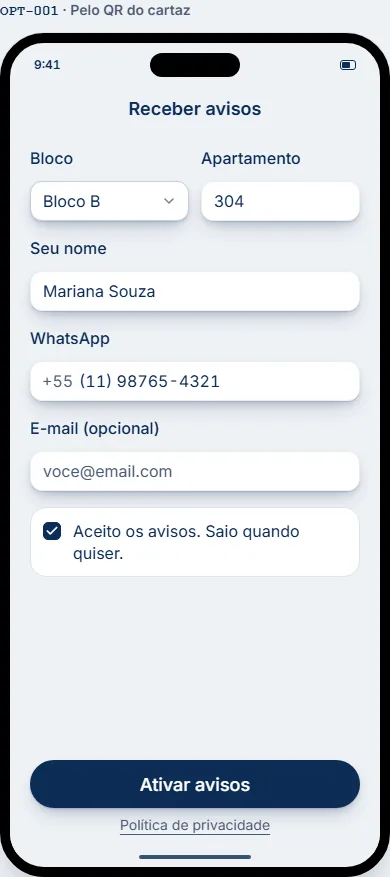 OPT-001 · Pelo QR do cartaz
9:41
Receber avisos
Bloco
Apartamento
Bloco B
304
Seu nome
Mariana Souza
WhatsApp
+55 (11) 98765-4321
E-mail (opcional)
voce@email.com
Aceito os avisos. Saio quando
quiser.
Ativar avisos
Política de privacidade